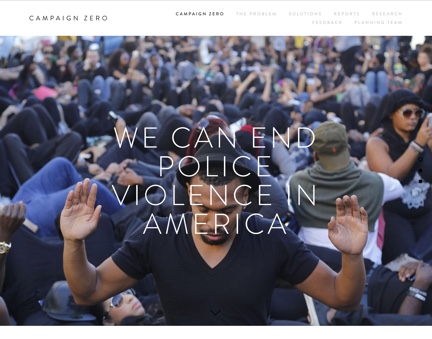 CAMPAIGN ZERO
CAMPAIGN ZERO THE PROBLEM SOLUTIONS REPORTS RESEARCH
FEEDBACK PLANNING TEAM
WE CAN END
POLICE
VIOLENCE IN
AMERICA